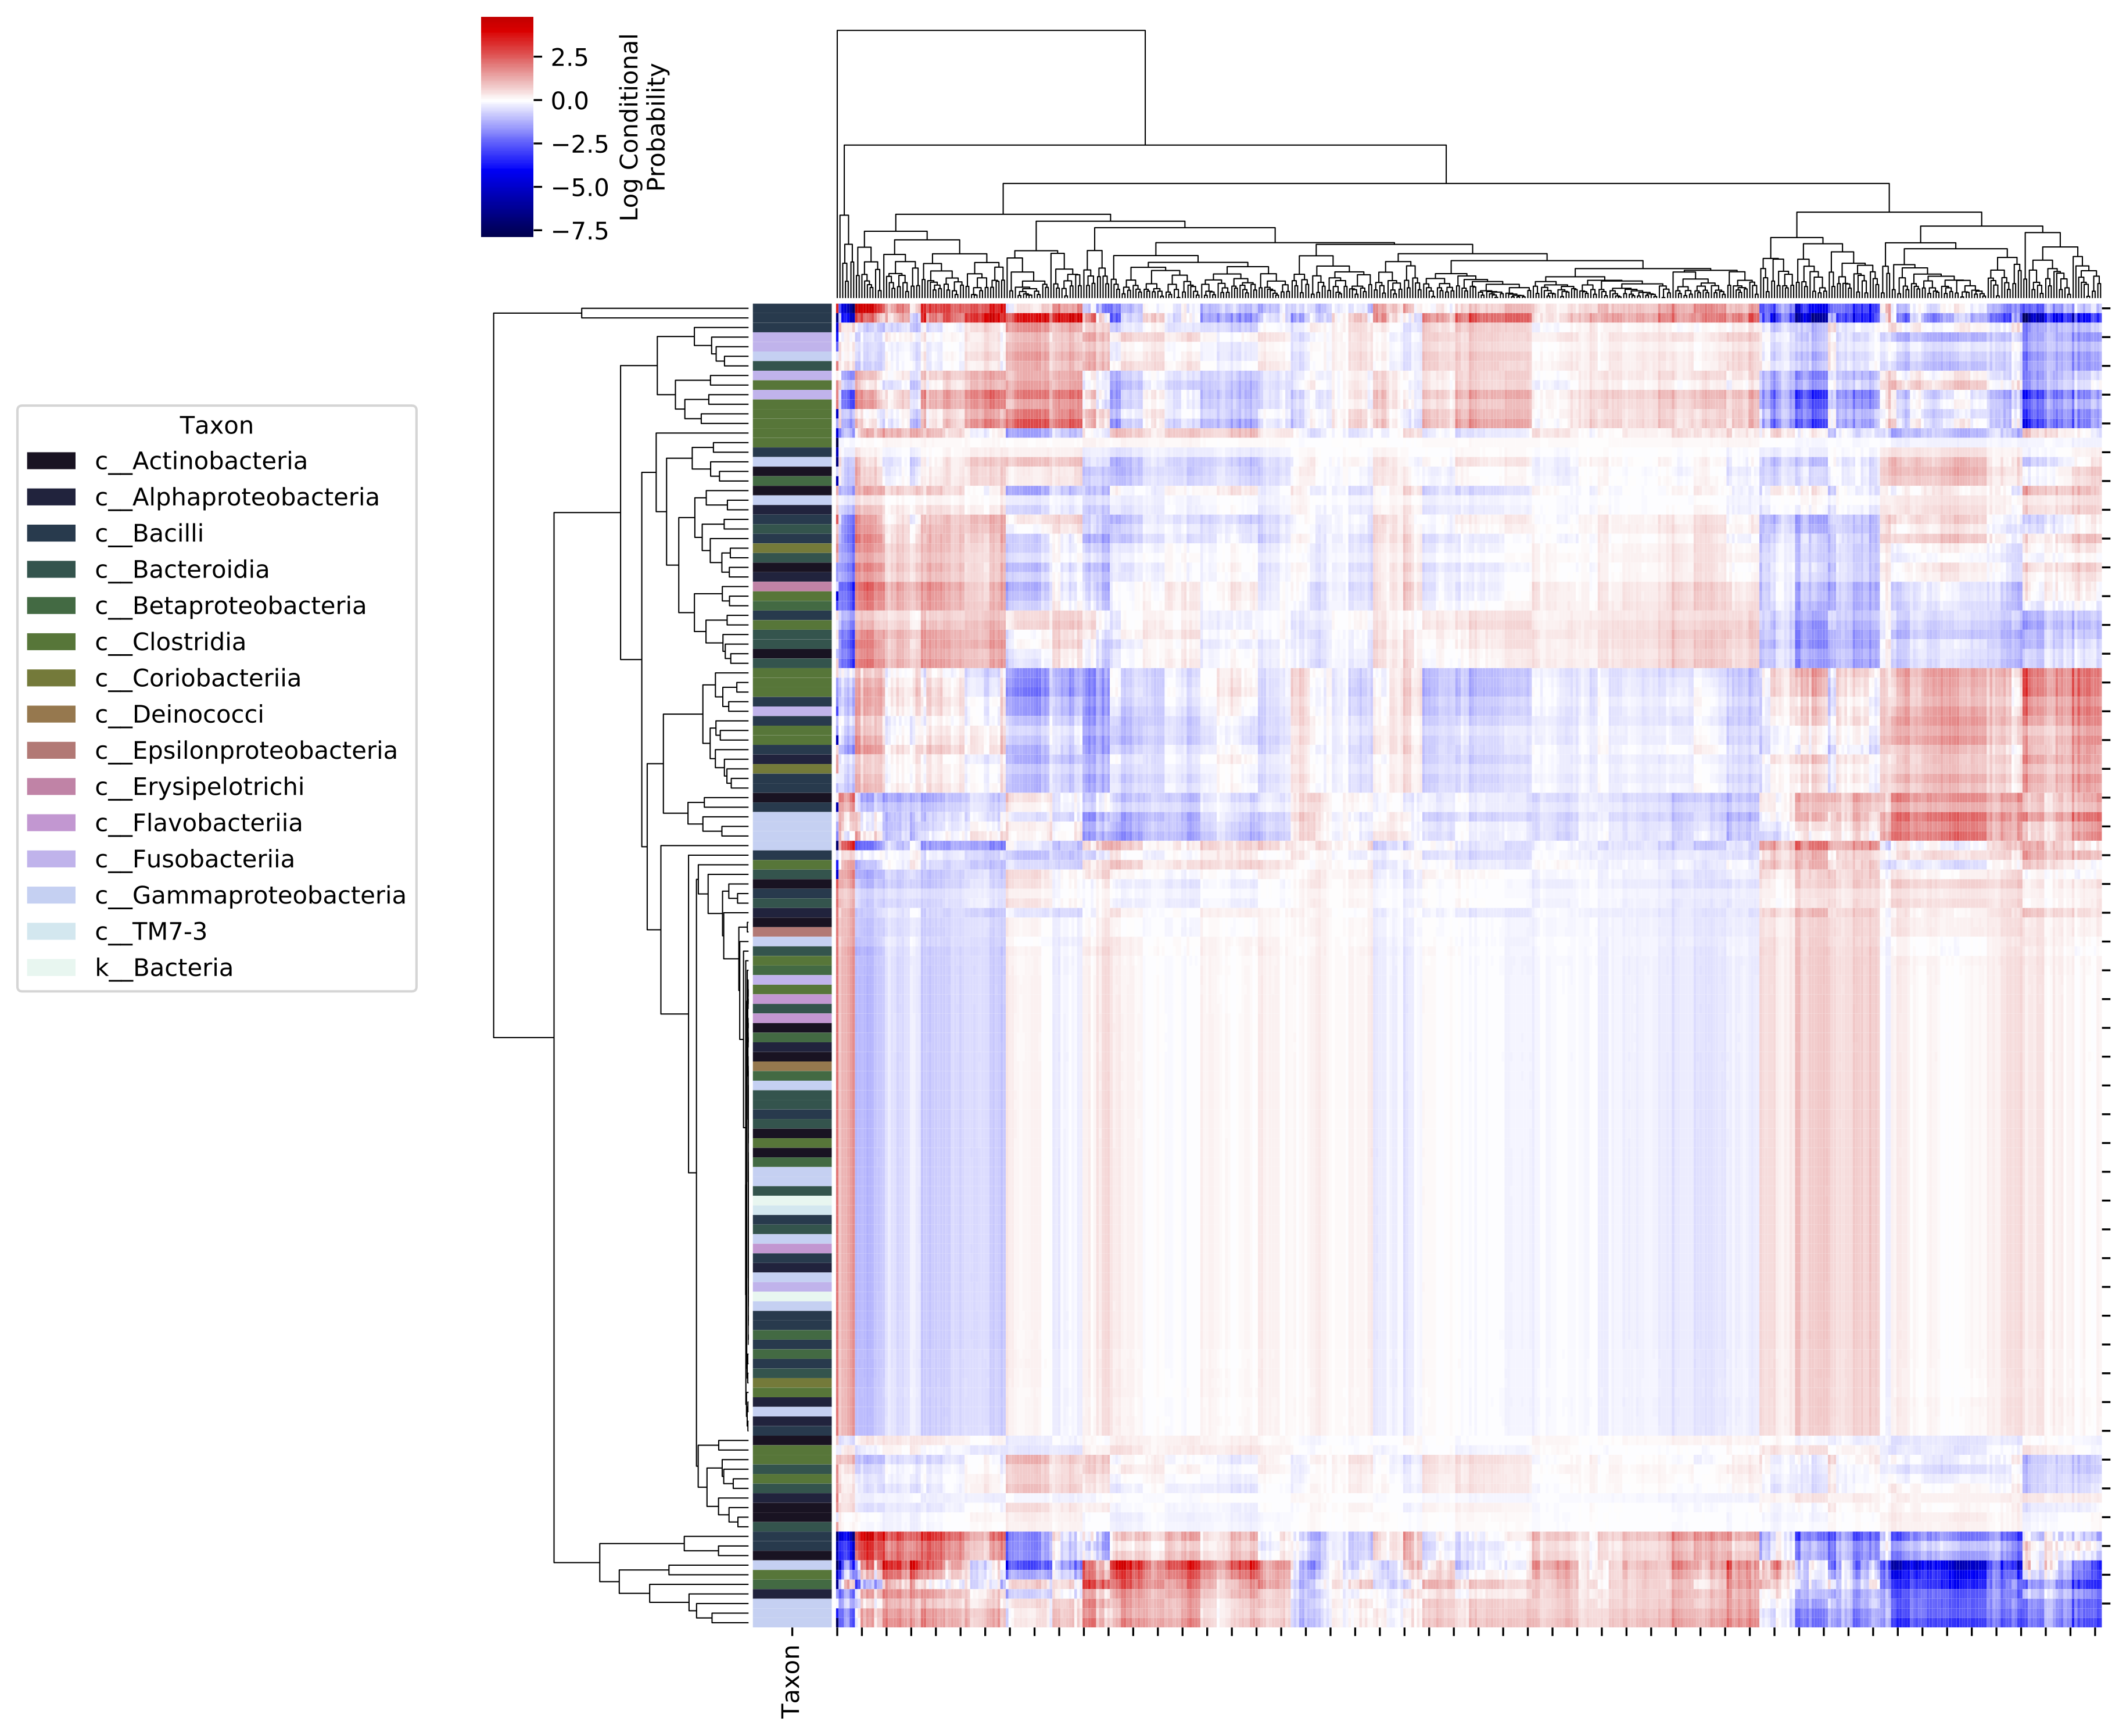 2.5
0.0
−2.5
−5.0
−7.5
Log Conditional
Probability
Taxon
c__Actinobacteria
c__Alphaproteobacteria
c__Bacilli
c__Bacteroidia
c__Betaproteobacteria
c__Clostridia
c__Coriobacteriia
c__Deinococci
c__Epsilonproteobacteria
c__Erysipelotrichi
c__Flavobacteriia
c__Fusobacteriia
c__Gammaproteobacteria
c__TM7-3
k__Bacteria
Taxon